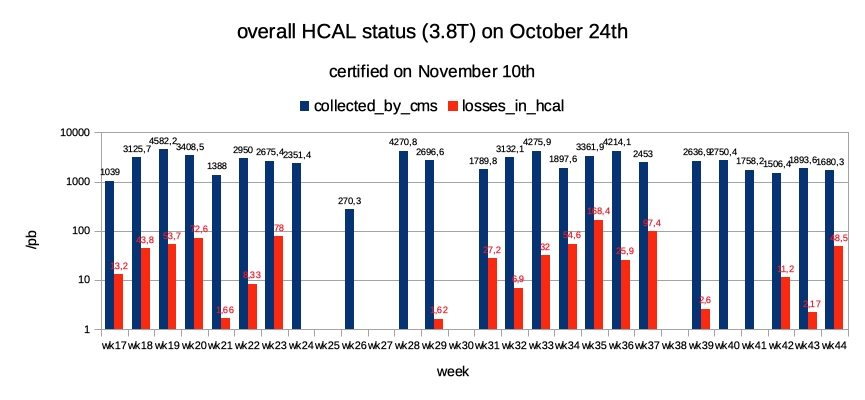 overall HCAL status (3.8T) on October 24th
certified on November 10th
collected_by_cms losses_in_hcal
10000
1000
100
10
1
/pb
1039 3125,7 4582,2 3408,5 1388 2950 2675,4 2351,4 270,3 4270,8 2696,6 1789,8 3132,1 4275,9 1897,6 3361,9 4214,1 2453 2636,9 2750,4 1758,2 1506,4 1893,6 1680,3
13,2 43,8 53,7 72,6 1,66 8,33 78 1,62 27,2 6,9 32 54,6 168,4 25,9 97,4 2,6 11,2 2,17 48,5
wk17 wk18 wk19 wk20 wk21 wk22 wk23 wk24 wk25 wk26 wk27 wk28 wk29 wk30 wk31 wk32 wk33 wk34 wk35 wk36 wk37 wk38 wk39 wk40 wk41 wk42 wk43 wk44
week